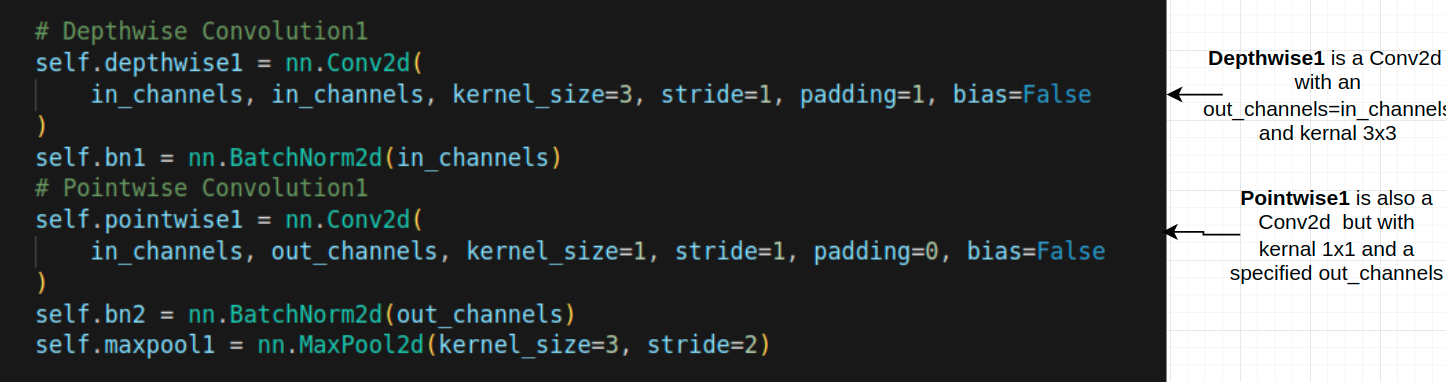 # Depthwise Convolution1
self.depthwise1 = nn.Conv2d(
    in_channels, in_channels, kernel_size=3, stride=1, padding=1, bias=False
)
self.bn1 = nn.BatchNorm2d(in_channels)
# Pointwise Convolution1
self.pointwise1 = nn.Conv2d(
    in_channels, out_channels, kernel_size=1, stride=1, padding=0, bias=False
)
self.bn2 = nn.BatchNorm2d(out_channels)
self.maxpool1 = nn.MaxPool2d(kernel_size=3, stride=2)
Depthwise1 is a Conv2d
with an
out_channels=in_channels
and kernal 3x3
Pointwise1 is also a
Conv2d but with
kernal 1x1 and a
specified out_channels